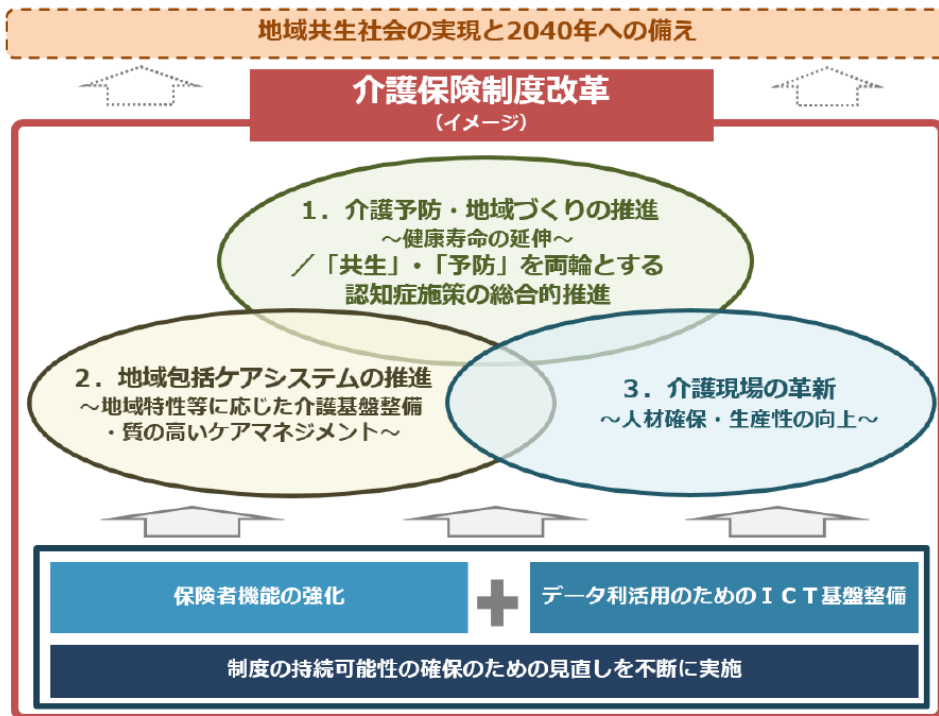 地域共生社会の実現と2040年への備え
介護保険制度改革
（イメージ）
１．介護予防・地域づくりの推進
～健康寿命の延伸～
／「共生」・「予防」を両輪とする
認知症施策の総合的推進
２．地域包括ケアシステムの推進
～地域特性等に応じた介護基盤整備
・質の高いケアマネジメント～
３．介護現場の革新
～人材確保・生産性の向上～
保険者機能の強化
データ利活用のためのＩＣＴ基盤整備
制度の持続可能性の確保のための見直しを不断に実施